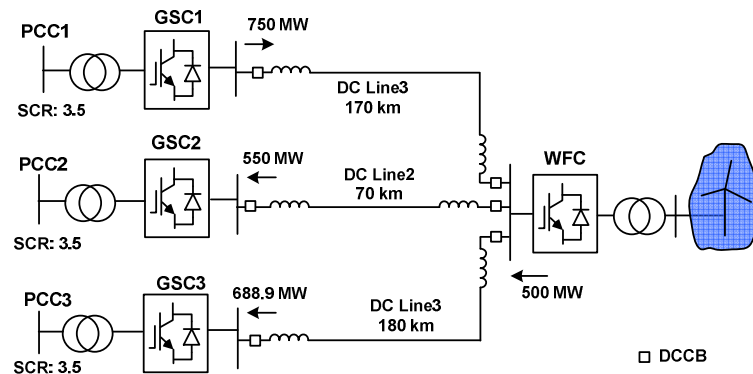 GSC1
750 MW
PCC1
SCR: 3.5
DC Line3
170 km
GSC2
PCC2
550 MW
DC Line2
70 km
WFC
SCR: 3.5
GSC3
PCC3
688.9 MW
DC Line3
180 km
500 MW
SCR: 3.5
DCCB